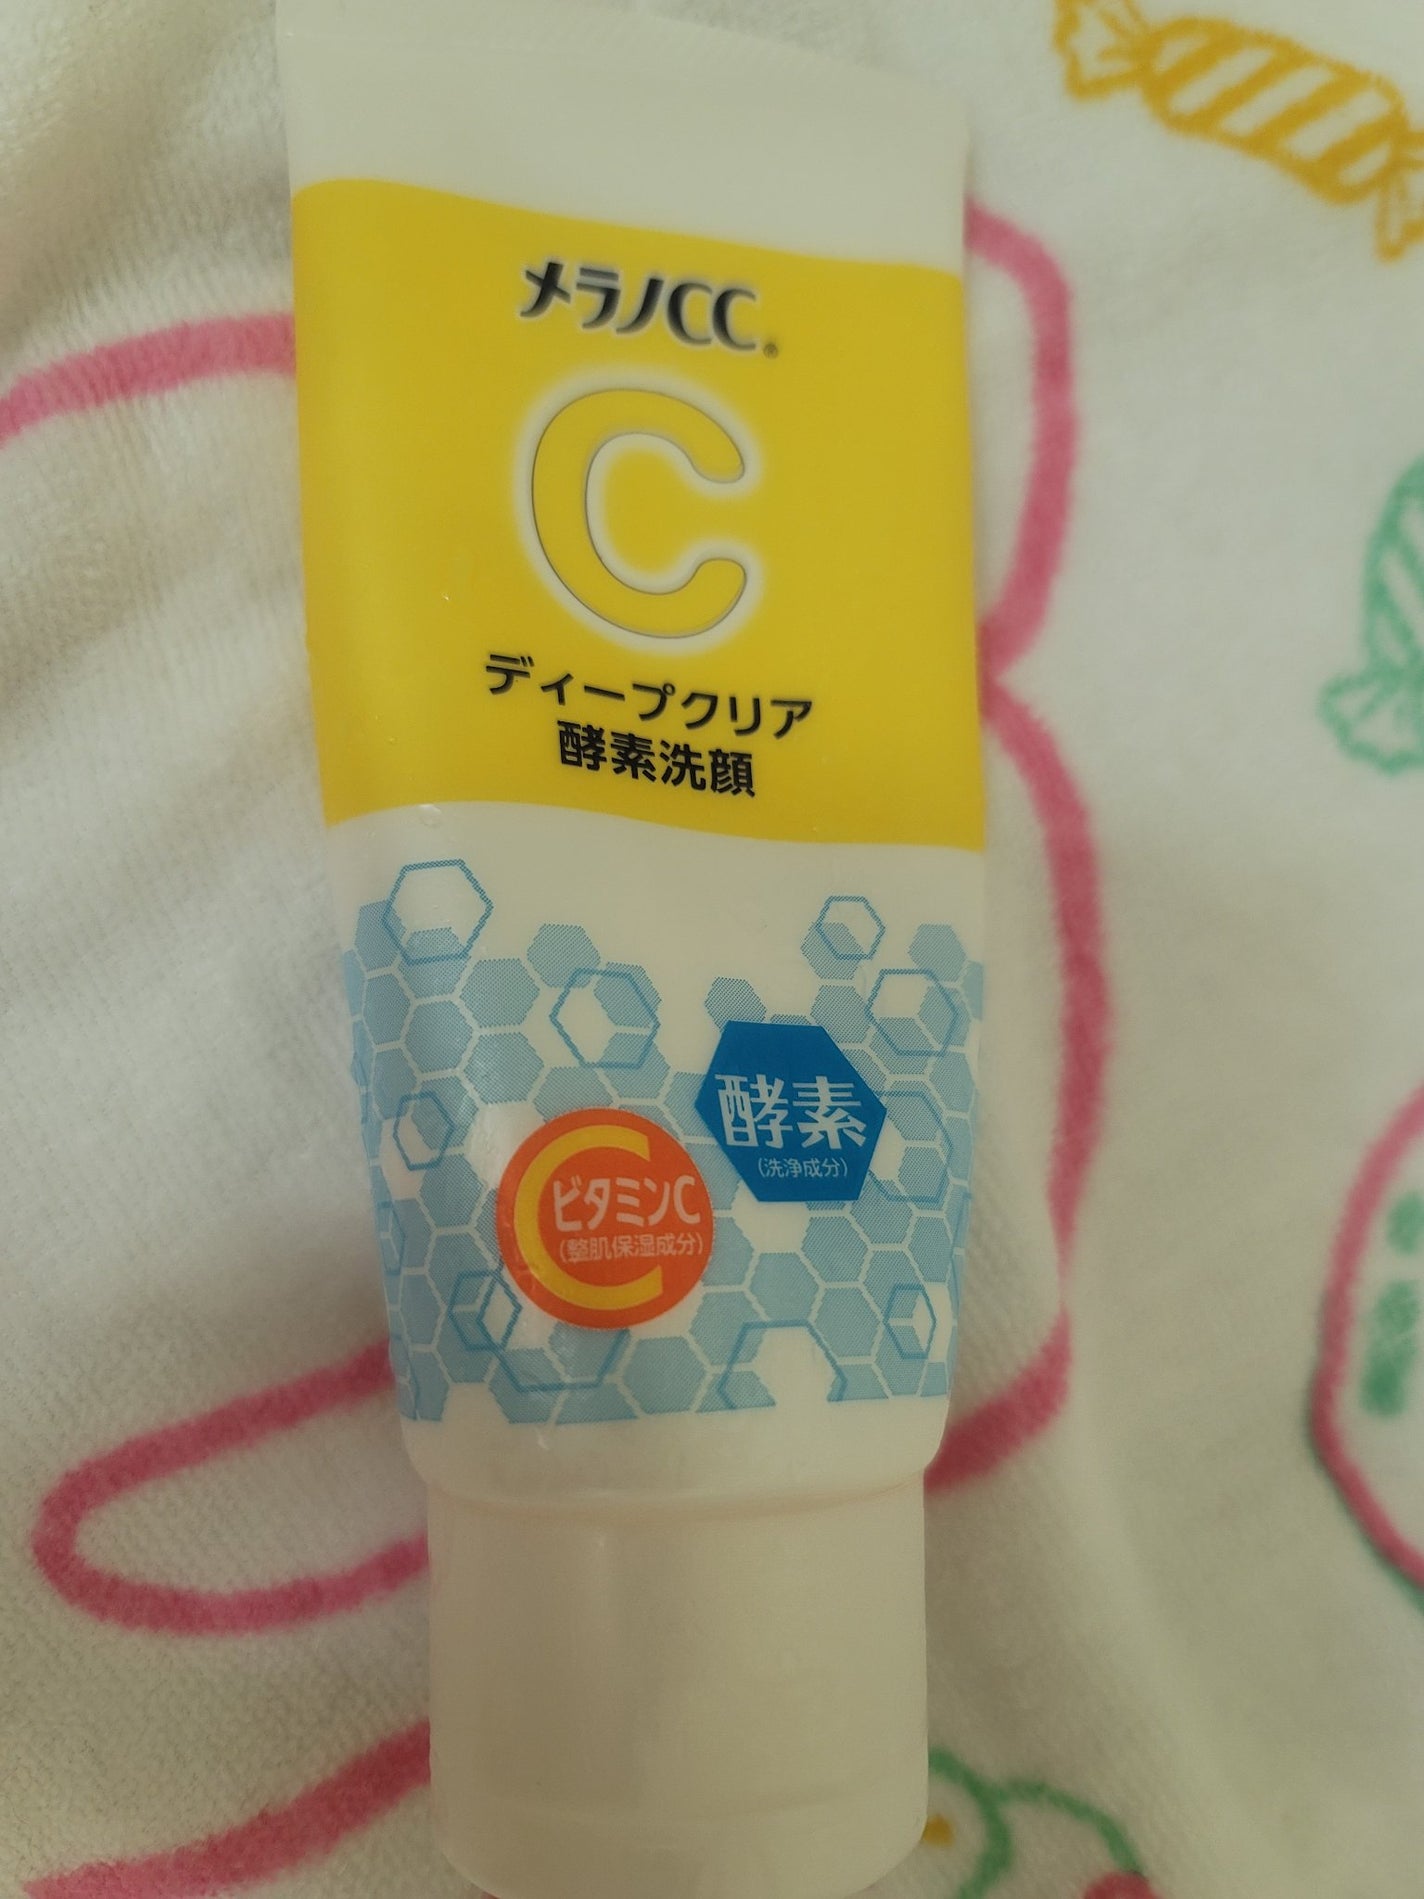 メラノCC®
C
ディープクリア
酵素洗顔
酵素
(洗浄成分)
ビタミンC
(整肌保湿成分)